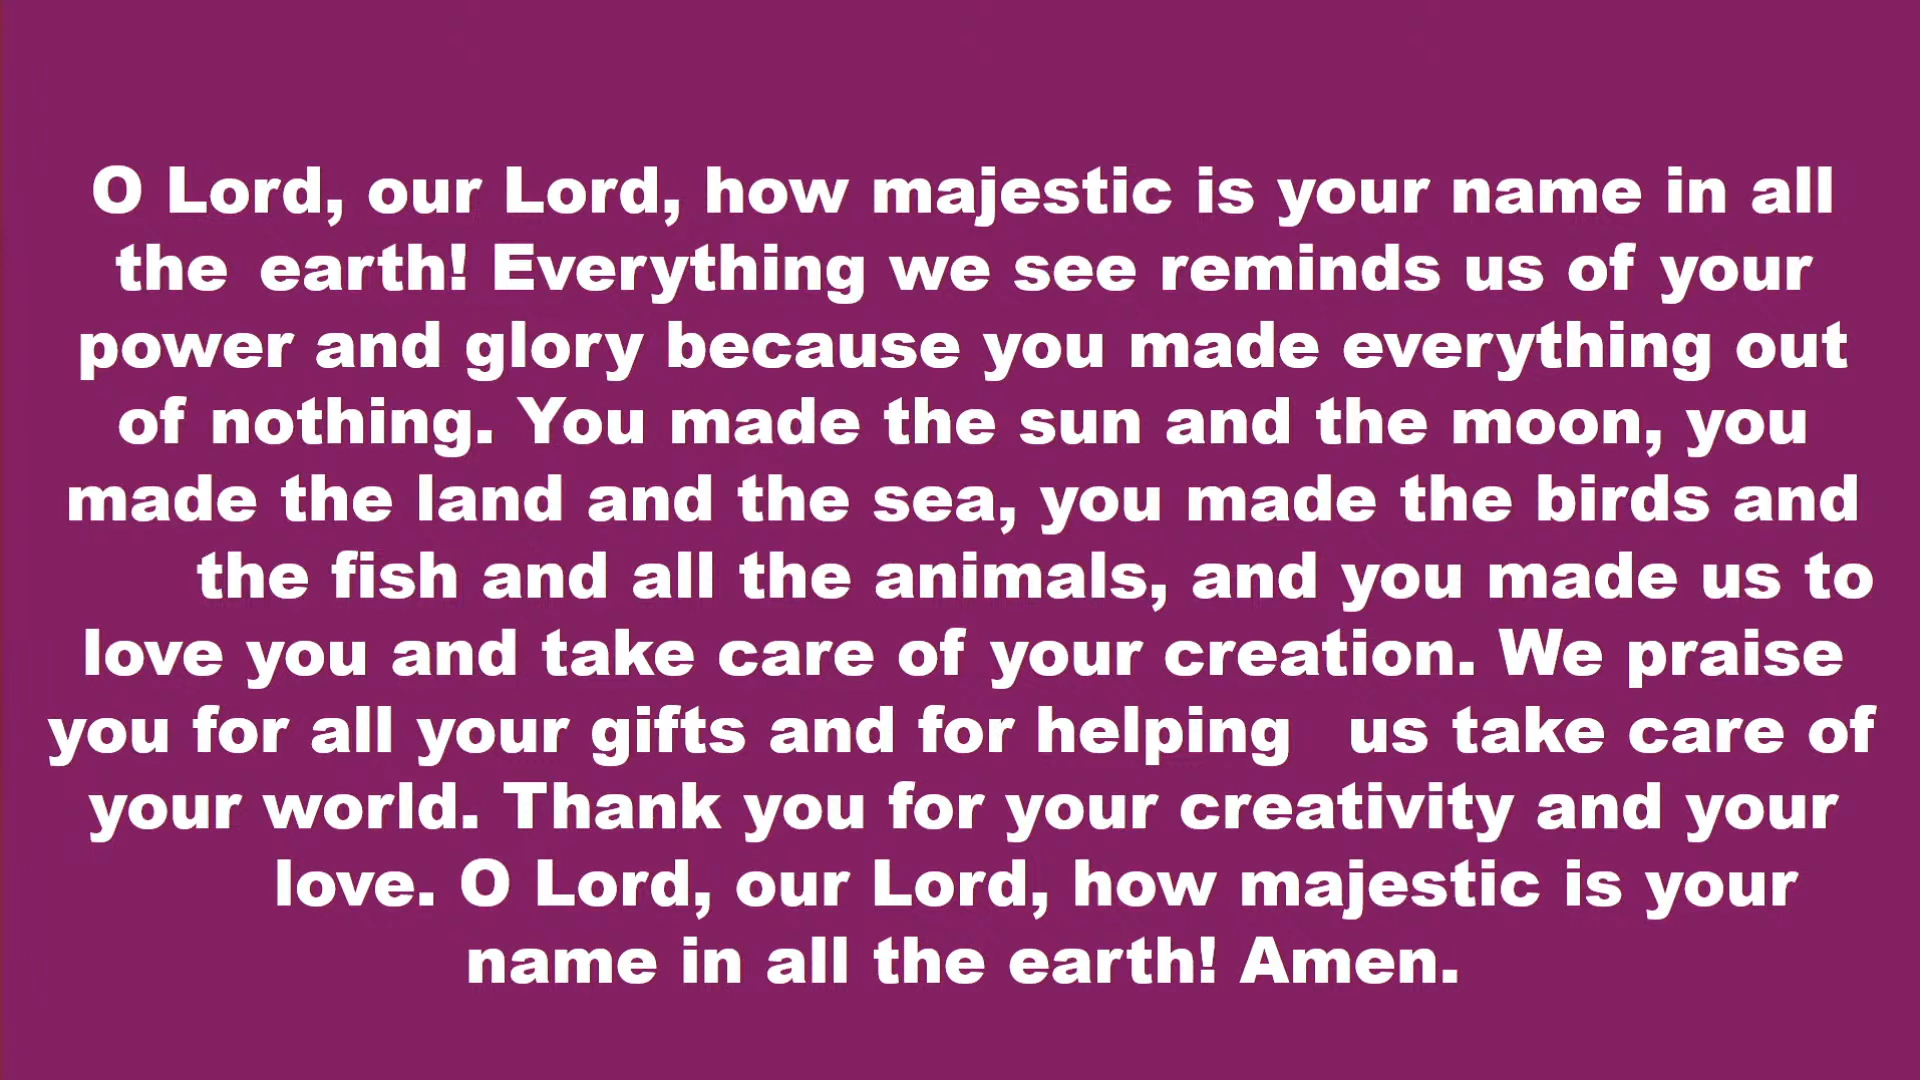 O Lord, our Lord, how majestic is your name in all
the earth! Everything we see reminds us of your
power and glory because you made everything out
of nothing. You made the sun and the moon, you
made the land and the sea, you made the birds and
the fish and all the animals, and you made us to
love you and take care of your creation. We praise
you for all your gifts and for helping us take care of
your world. Thank you for your creativity and your
love. O Lord, our Lord, how majestic is your
name in all the earth! Amen.